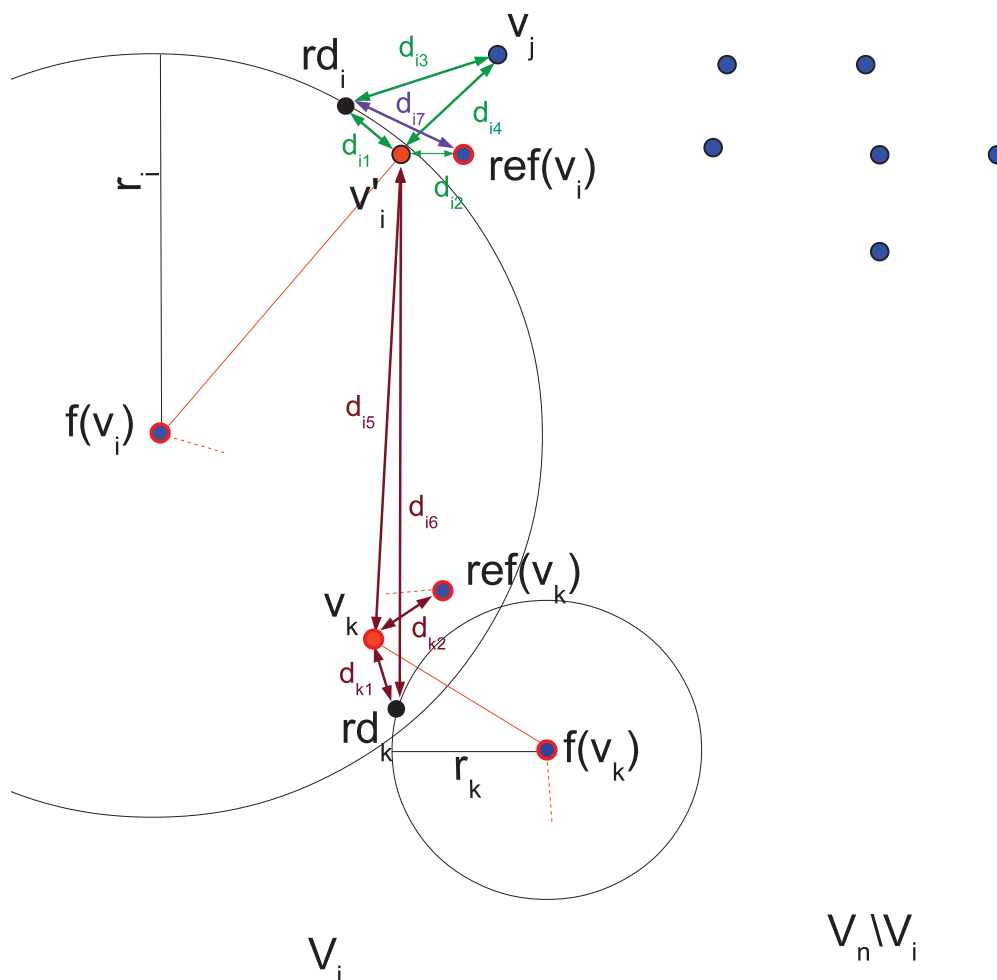 v_j
rd_i
d_i3
d_i7
d_i4
d_i1
ref(v_i)
r_i
v'_i
d_i2
d_i5
f(v_i)
d_i6
ref(v_k)
v_k
d_k2
d_k1
rd_k
f(v_k)
r_k
V_n\V_i
V_i